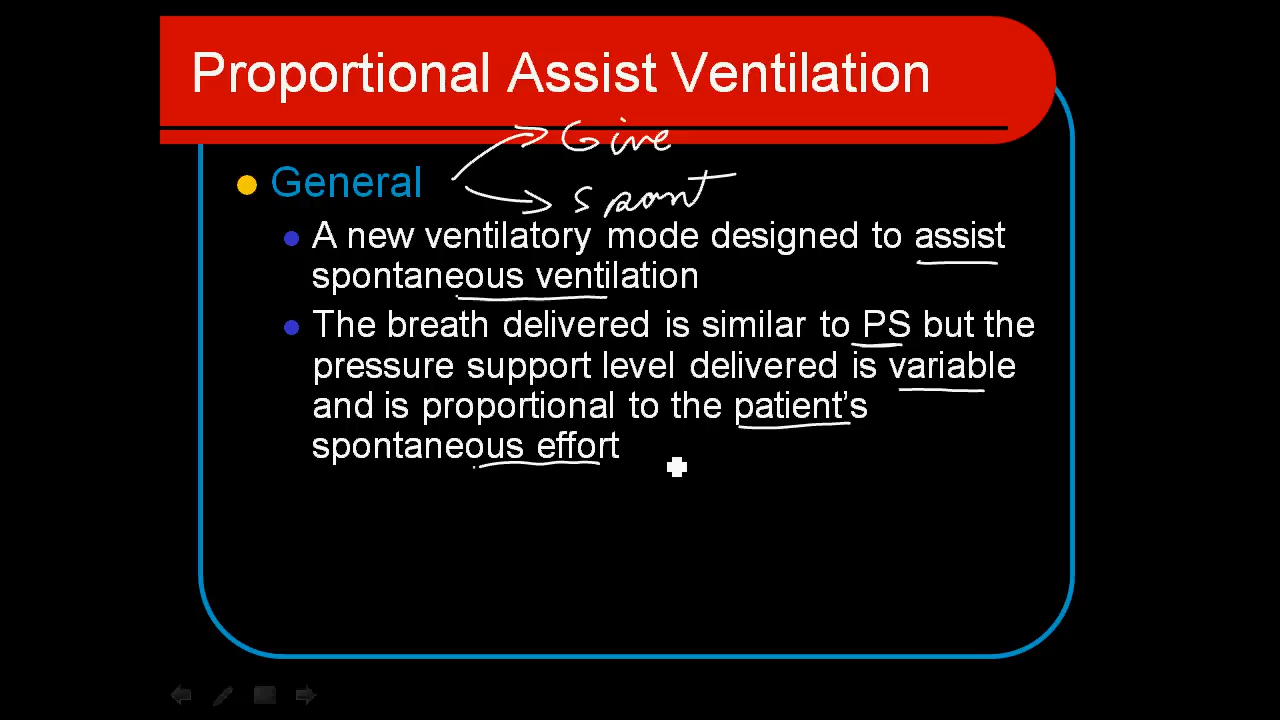 Proportional Assist Ventilation
Give
General
Spont
A new ventilatory mode designed to assist
spontaneous ventilation
The breath delivered is similar to PS but the
pressure support level delivered is variable
and is proportional to the patient's
spontaneous effort